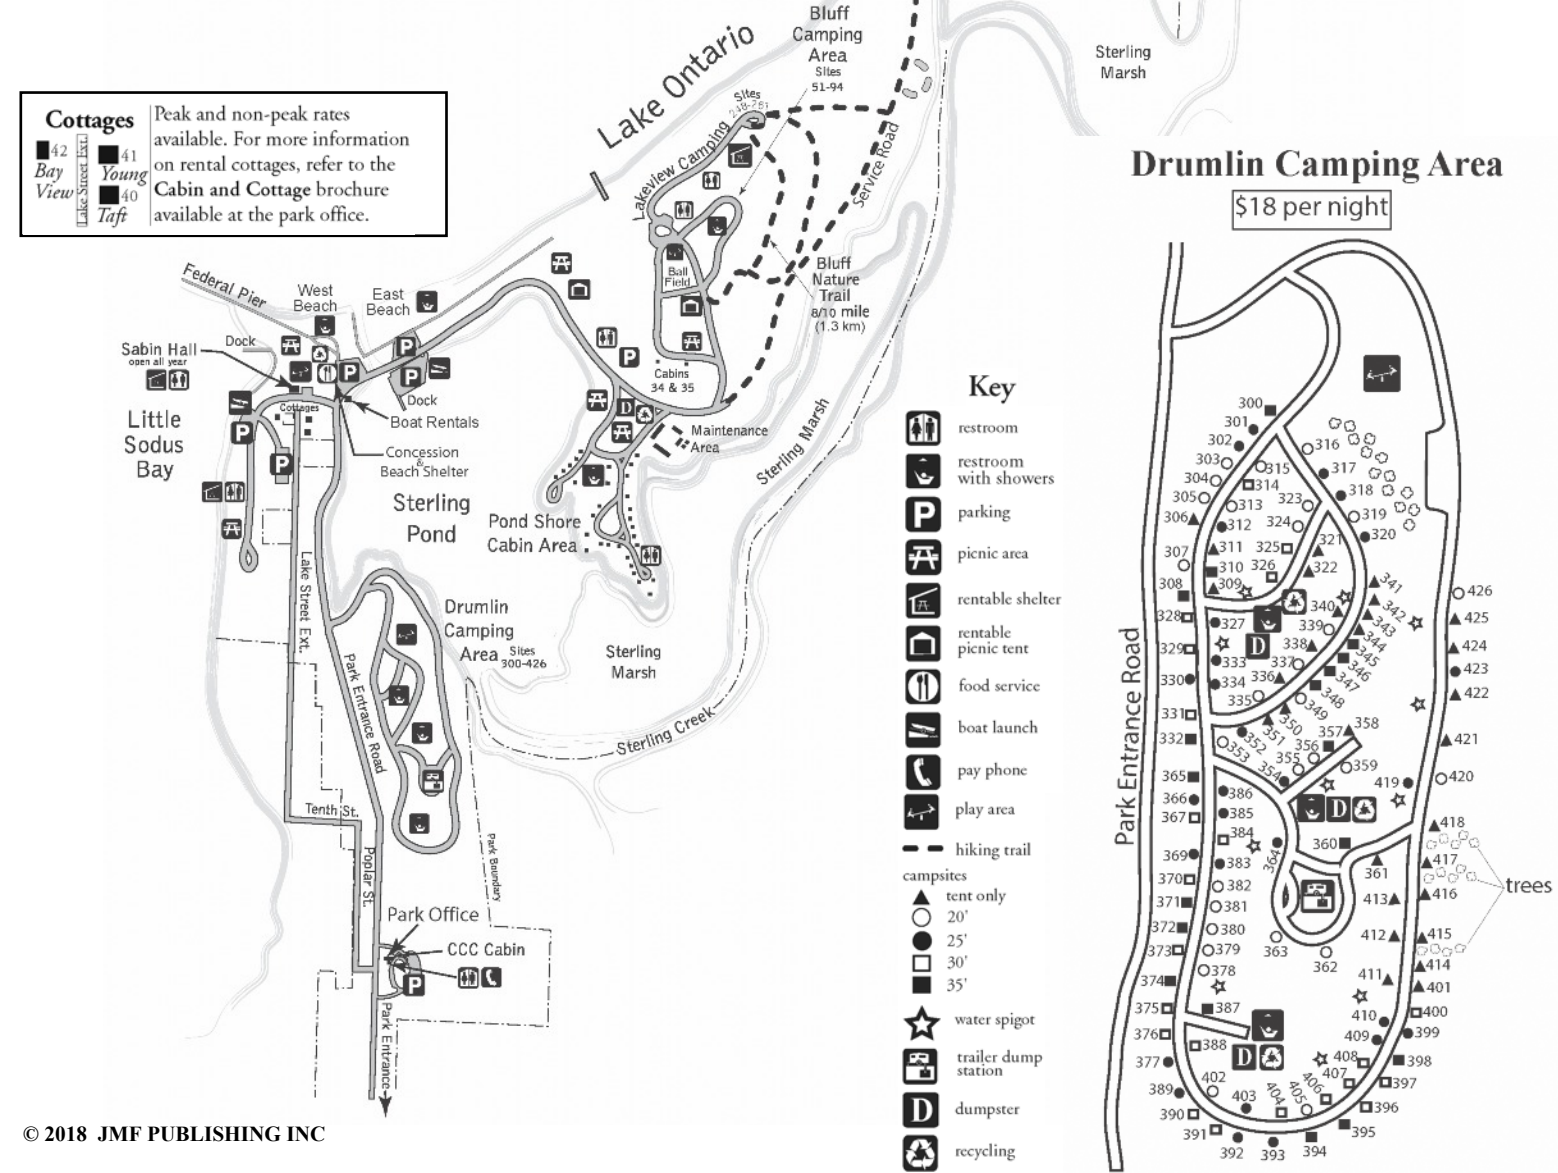 Cottages
42
Bay
View
Lake Street Ext.
41
Young
40
Taft
Peak and non-peak rates
available. For more information
on rental cottages, refer to the
Cabin and Cottage brochure
available at the park office.
Lake Ontario
Bluff
Camping
Area
Sites
51-94
Sites
Lakeview Camping
Service Road
Sterling
Marsh
Ball
Field
Bluff
Nature
Trail
8/10 mile
(1.3 km)
Cabins
34 & 35
Federal Pier
West
Beach
East
Beach
Dock
Sabin Hall
open all year
P
P
P
P
D
Cottages
Dock
Boat Rentals
Concession
&
Beach Shelter
Little
Sodus
Bay
P
P
Maintenance
Area
Sterling Marsh
Sterling
Pond
Pond Shore
Cabin Area
Lake Street Ext.
Park Entrance Road
Drumlin
Camping
Area Sites
300-426
Sterling
Marsh
Sterling Creek
Tenth St.
Poplar St.
Park Boundary
Park Office
CCC Cabin
P
Park Entrance
© 2018 JMF PUBLISHING INC
Key
restroom
restroom
with showers
P parking
picnic area
rentable shelter
rentable
picnic tent
food service
boat launch
pay phone
play area
hiking trail
campsites
tent only
20'
25'
30'
35'
water spigot
trailer dump
station
D dumpster
recycling
Drumlin Camping Area
$18 per night
Park Entrance Road
300
301
302
303
304
305
306
307
308
309
310
311
312
313
314
315
316
317
318
319
320
321
322
323
324
325
326
327
328
329
330
331
332
333
334
335
336
337
338
339
340
341
342
343
344
345
346
347
348
349
350
351
352
353
354
355
356
357
358
359
360
361
362
363
364
365
366
367
369
370
371
372
373
374
375
376
377
378
379
380
381
382
383
384
385
386
387
388
389
390
391
392
393
394
395
396
397
398
399
400
401
402
403
404
405
406
407
408
409
410
411
412
413
414
415
416
417
418
419
420
421
422
423
424
425
426
D
D
D
trees